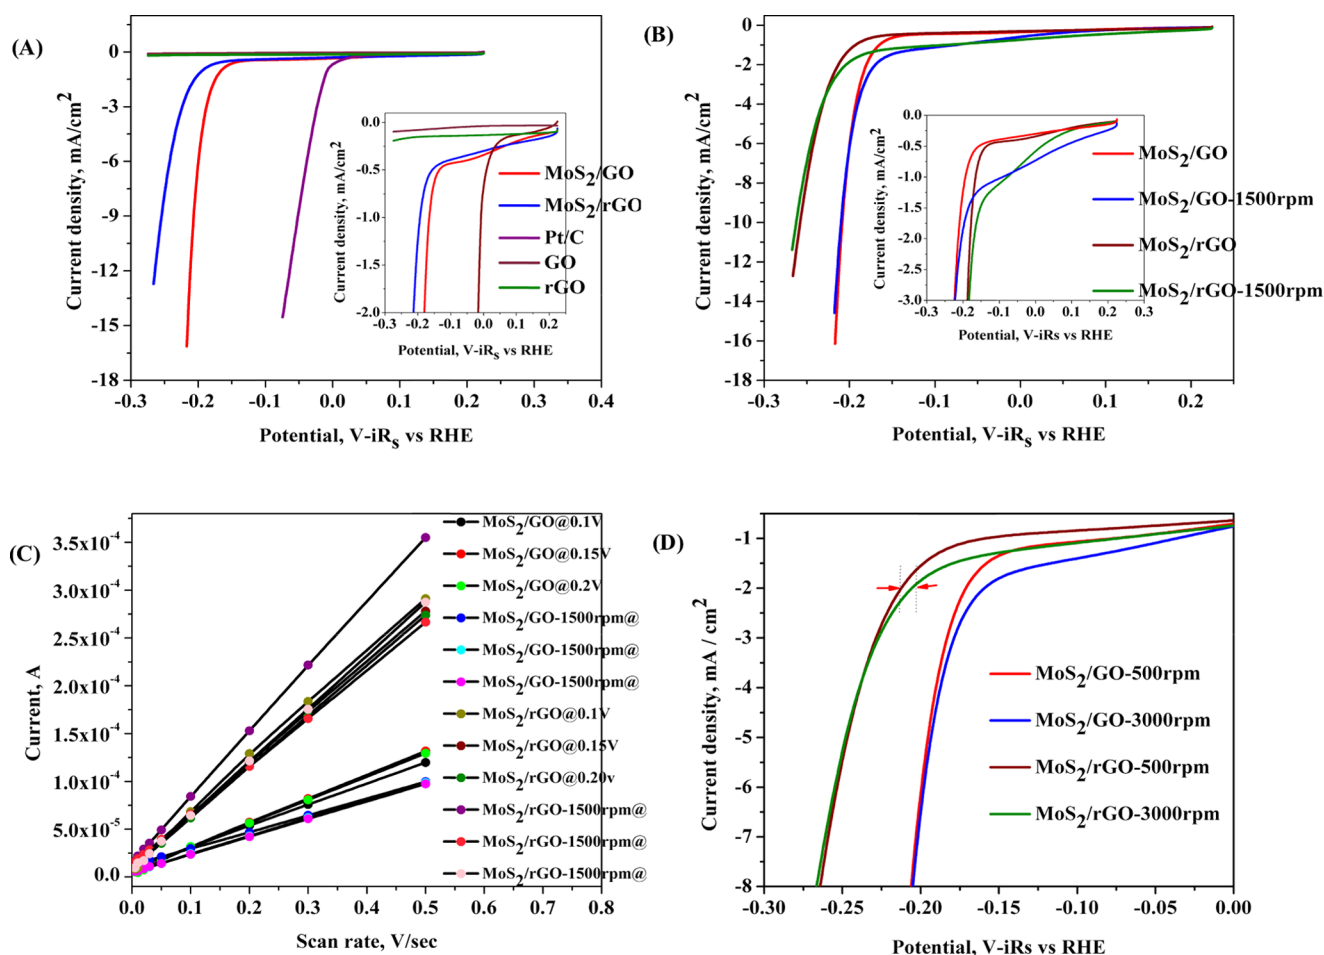 (A)
0
-3
-6
-9
-12
-15
-18
-0.3
-0.2
-0.1
0.0
0.1
0.2
0.3
0.4
Current density, mA/cm2
Potential, V-iRs vs RHE
0.0
-0.5
-1.0
-1.5
-2.0
-0.3
-0.2
-0.1
0.0
0.1
0.2
Current density, mA/cm2
Potential, V-iRs vs RHE
MoS2/GO
MoS2/rGO
Pt/C
GO
rGO
(B)
0
-2
-4
-6
-8
-10
-12
-14
-16
-18
-0.3
-0.2
-0.1
0.0
0.1
0.2
Current density, mA/cm2
Potential, V-iRs vs RHE
0.0
-0.5
-1.0
-1.5
-2.0
-2.5
-3.0
-0.3
-0.2
-0.1
0.0
0.1
0.2
0.3
Current density, mA/cm2
Potential, V-iRs vs RHE
MoS2/GO
MoS2/GO-1500rpm
MoS2/rGO
MoS2/rGO-1500rpm
(C)
3.5x10-4
3.0x10-4
2.5x10-4
2.0x10-4
1.5x10-4
1.0x10-4
5.0x10-5
0.0
0.0
0.1
0.2
0.3
0.4
0.5
0.6
0.7
0.8
Current, A
Scan rate, V/sec
MoS2/GO@0.1V
MoS2/GO@0.15V
MoS2/GO@0.2V
MoS2/GO-1500rpm@
MoS2/GO-1500rpm@
MoS2/GO-1500rpm@
MoS2/rGO@0.1V
MoS2/rGO@0.15V
MoS2/rGO@0.20v
MoS2/rGO-1500rpm@
MoS2/rGO-1500rpm@
MoS2/rGO-1500rpm@
(D)
-1
-2
-3
-4
-5
-6
-7
-8
-0.30
-0.25
-0.20
-0.15
-0.10
-0.05
0.00
Current density, mA / cm2
Potential, V-iRs vs RHE
MoS2/GO-500rpm
MoS2/GO-3000rpm
MoS2/rGO-500rpm
MoS2/rGO-3000rpm